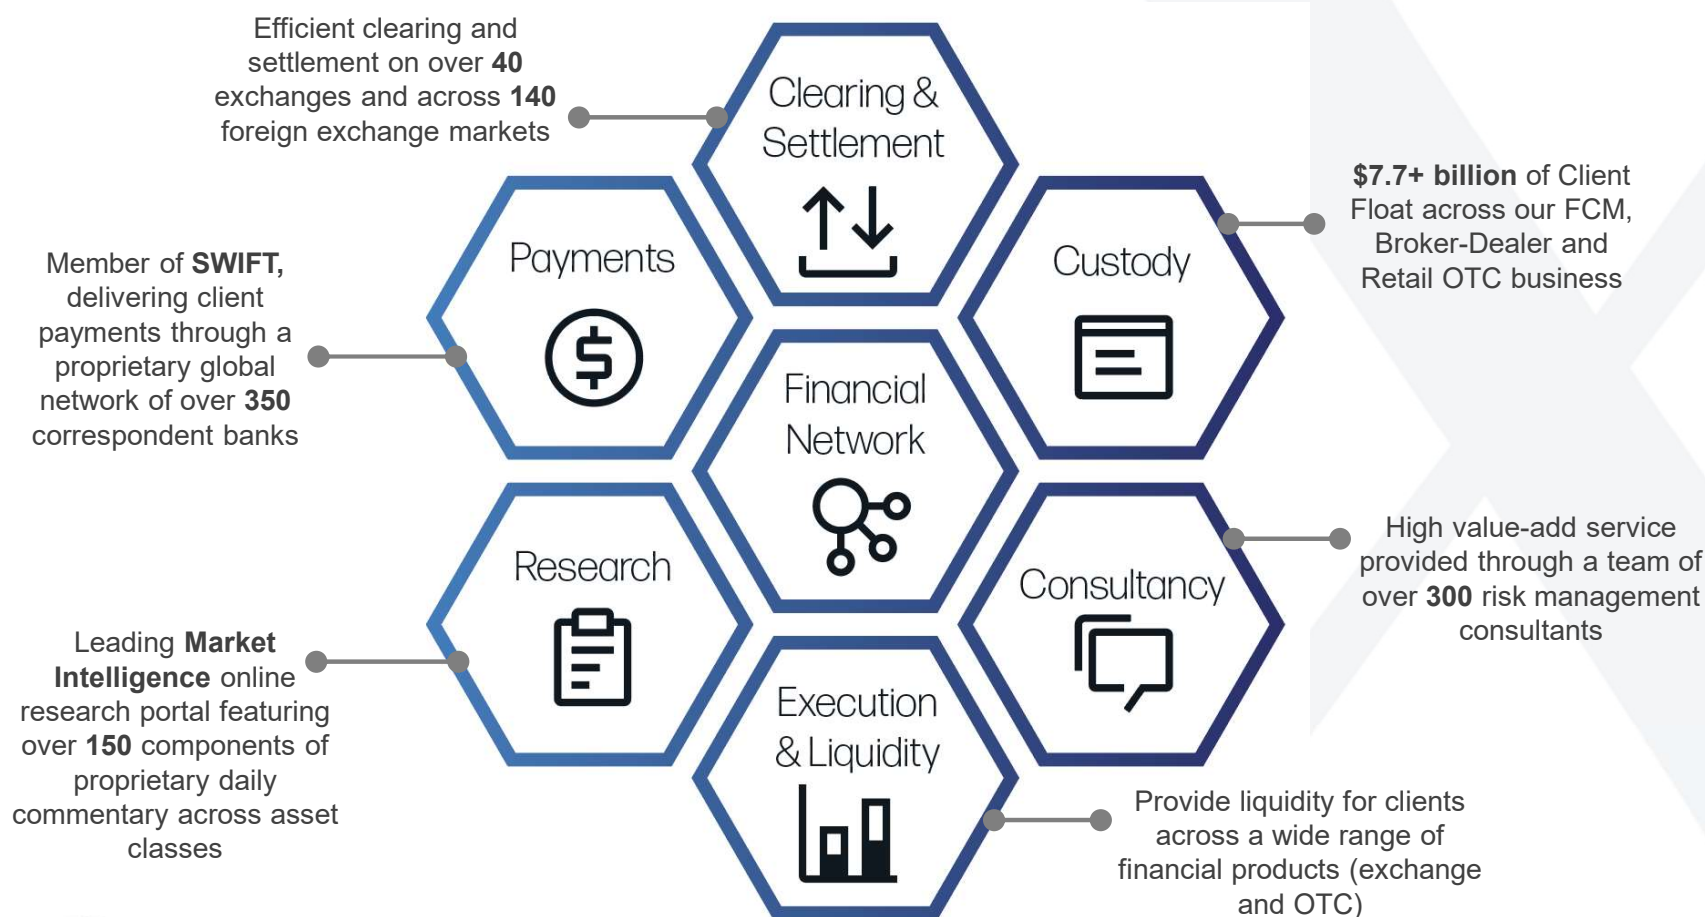 Efficient clearing and
settlement on over 40
exchanges and across 140
foreign exchange markets
Clearing &
Settlement
$7.7+ billion of Client
Float across our FCM,
Broker-Dealer and
Retail OTC business
Custody
Payments
Member of SWIFT,
delivering client
payments through a
proprietary global
network of over 350
correspondent banks
Financial
Network
Research
Leading Market
Intelligence online
research portal featuring
over 150 components of
proprietary daily
commentary across asset
classes
Consultancy
High value-add service
provided through a team of
over 300 risk management
consultants
Execution
& Liquidity
Provide liquidity for clients
across a wide range of
financial products (exchange
and OTC)